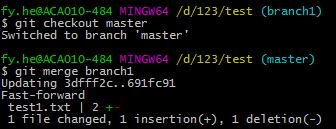 fy.he@ACA010-484 MINGW64 /d/123/test (branch1)
$ git checkout master
Switched to branch 'master'
fy.he@ACA010-484 MINGW64 /d/123/test (master)
$ git merge branch1
Updating 3dfff2c..691fc91
Fast-forward
 test1.txt | 2 +-
 1 file changed, 1 insertion(+), 1 deletion(-)